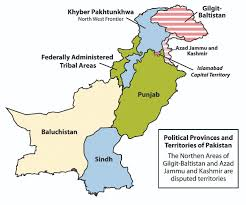 Khyber Pakhtunkhwa
North West Frontier
Gilgit-
Baltistan
Federally Administered
Tribal Areas
Azad Jammu and
Kashmir
Islamabad
Capital Territory
Punjab
Baluchistan
Sindh
Political Provinces and
Territories of Pakistan
The Northen Areas of
Gilgit-Baltistan and Azad
Jammu and Kashmir are
disputed territories